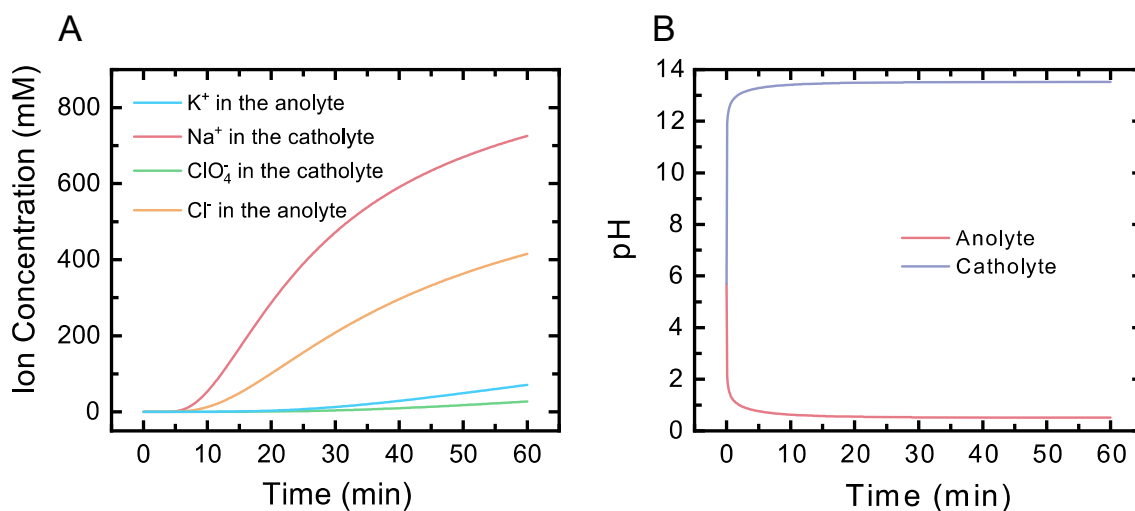 A
Ion Concentration (mM)
800
600
400
200
0
K⁺ in the anolyte
Na⁺ in the catholyte
ClO₄⁻ in the catholyte
Cl⁻ in the anolyte
0 10 20 30 40 50 60
Time (min)
B
pH
14
12
10
8
6
4
2
0
Anolyte
Catholyte
0 10 20 30 40 50 60
Time (min)